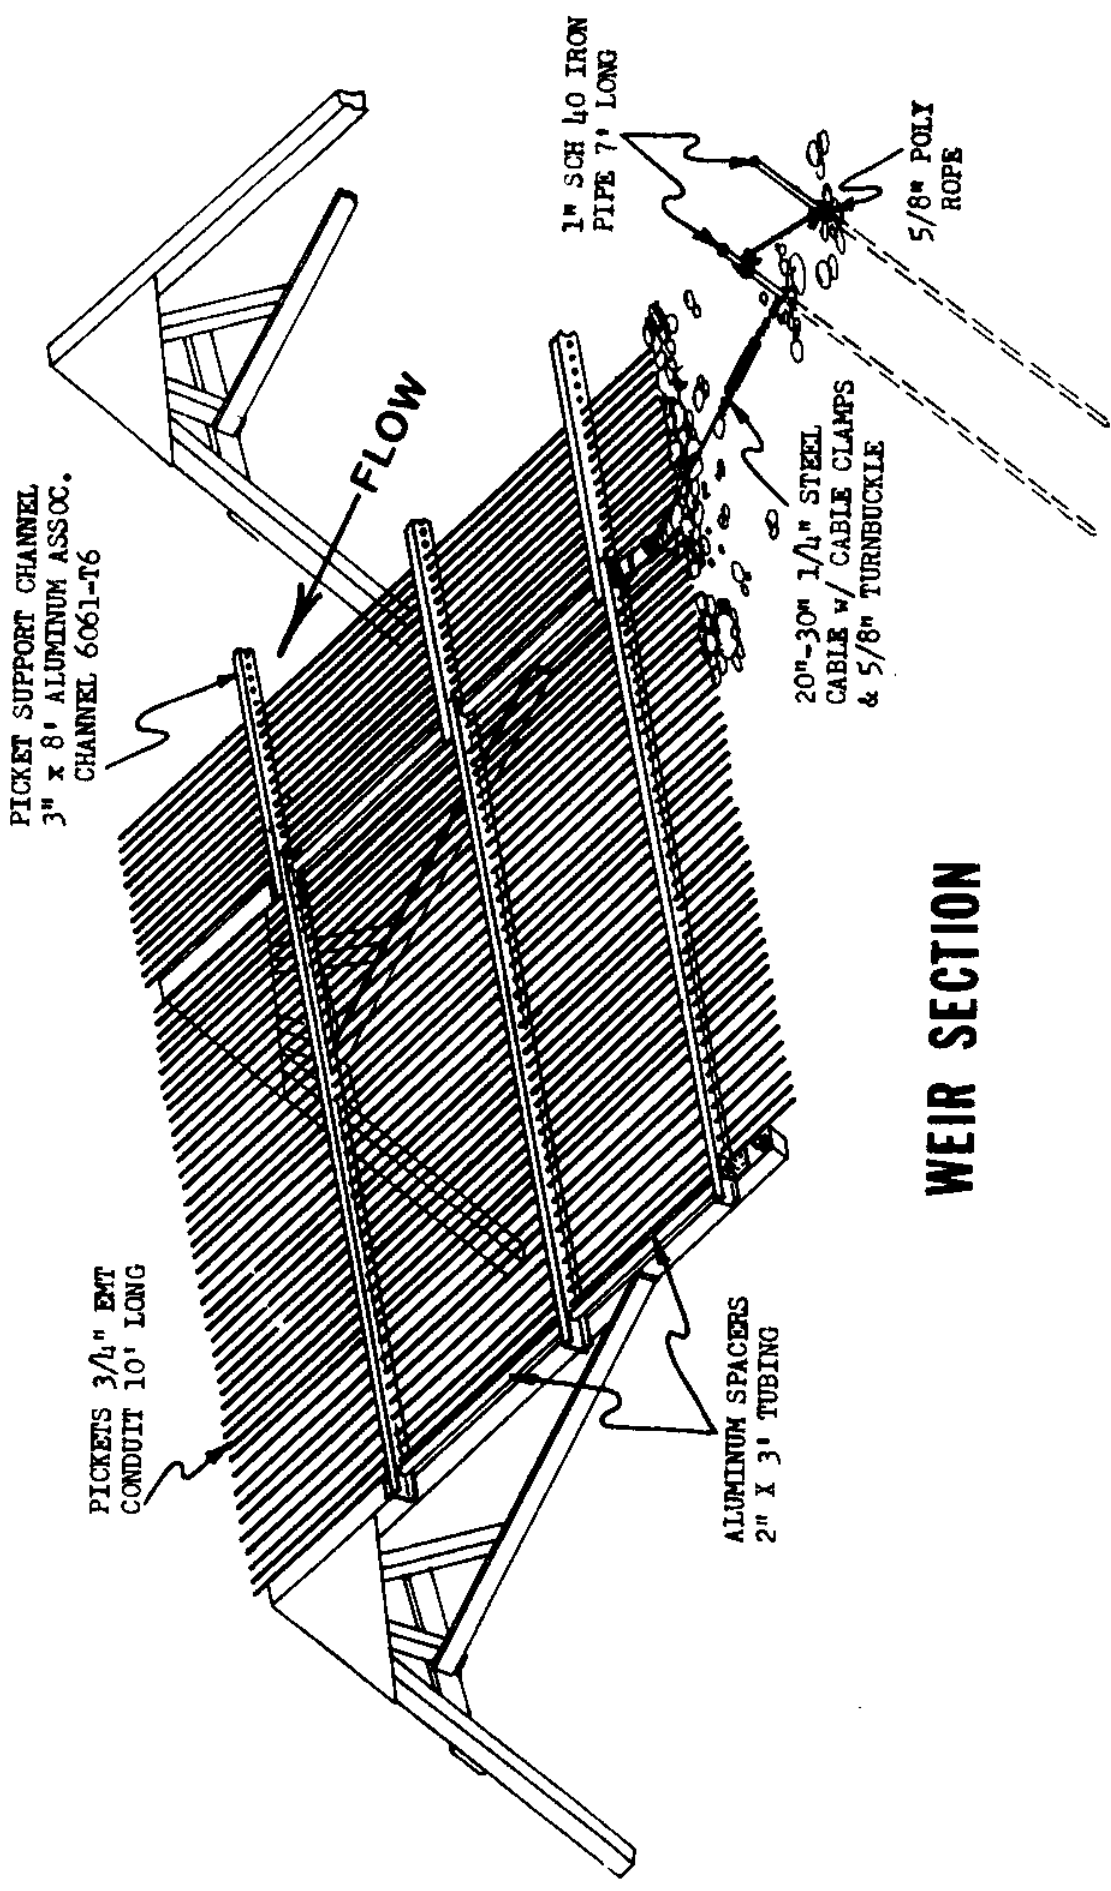 PICKET SUPPORT CHANNEL
3" x 8' ALUMINUM ASSOC.
CHANNEL 6061-T6
FLOW
1" SCH 40 IRON
PIPE 7' LONG
5/8" POLY
ROPE
PICKETS 3/4" EMT
CONDUIT 10' LONG
20"-30" 1/4" STEEL
CABLE w/ CABLE CLAMPS
& 5/8" TURNBUCKLE
ALUMINUM SPACERS
2" X 3' TUBING
WEIR SECTION